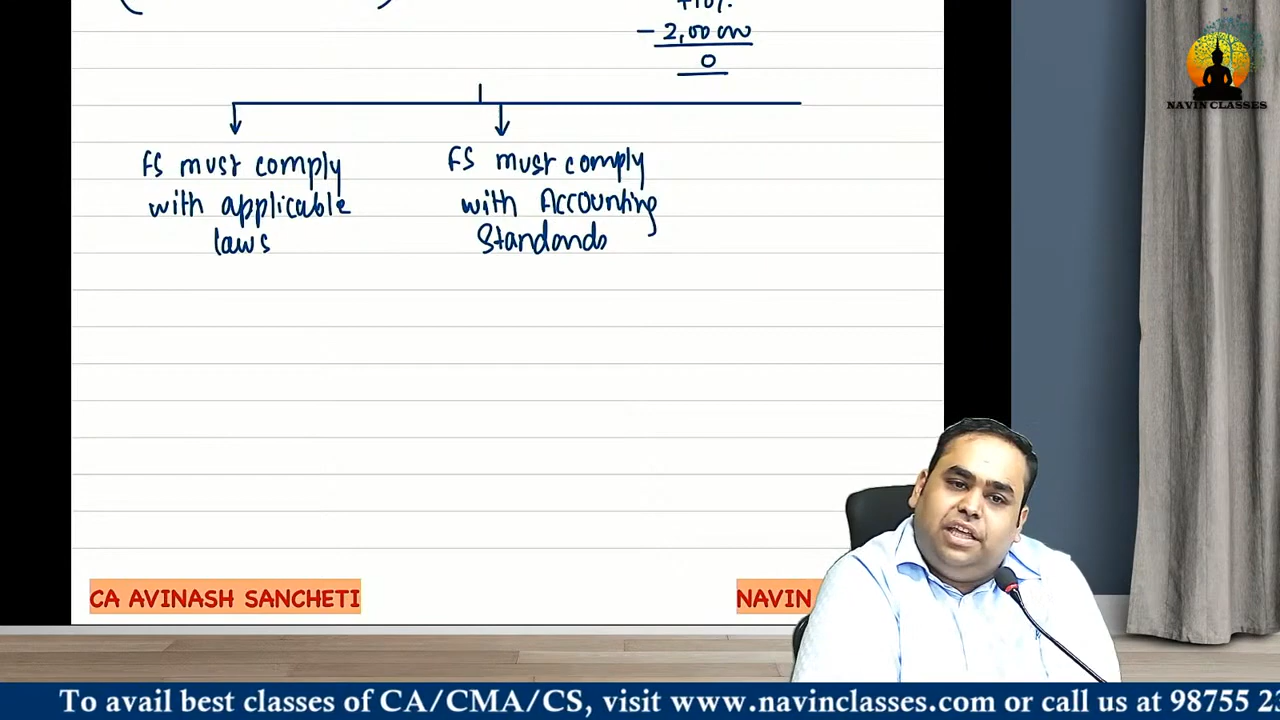 +10%
- 2,00,000
0
NAVIN CLASSES
FS must comply
with applicable
laws
FS must comply
with Accounting
Standards
CA AVINASH SANCHETI
NAVIN
To avail best classes of CA/CMA/CS, visit www.navinclasses.com or call us at 98755 23